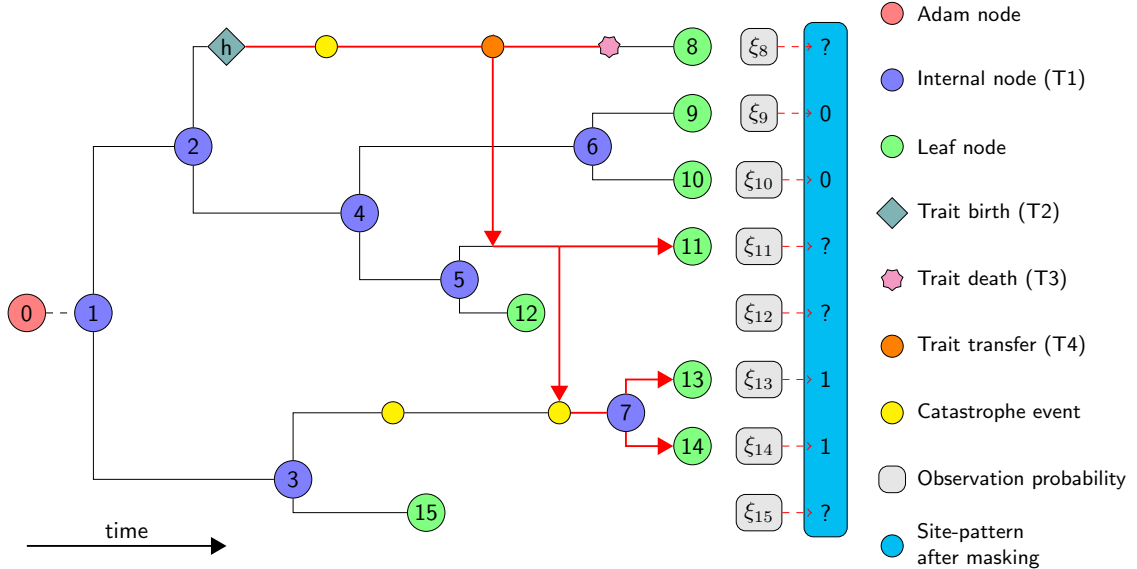 h
8
ξ8
?
Adam node
Internal node (T1)
9
ξ9
0
2
6
Leaf node
10
ξ10
0
4
Trait birth (T2)
11
ξ11
?
5
Trait death (T3)
0
1
12
ξ12
?
Trait transfer (T4)
13
ξ13
1
7
Catastrophe event
14
ξ14
1
3
Observation probability
15
ξ15
?
time
Site-pattern
after masking